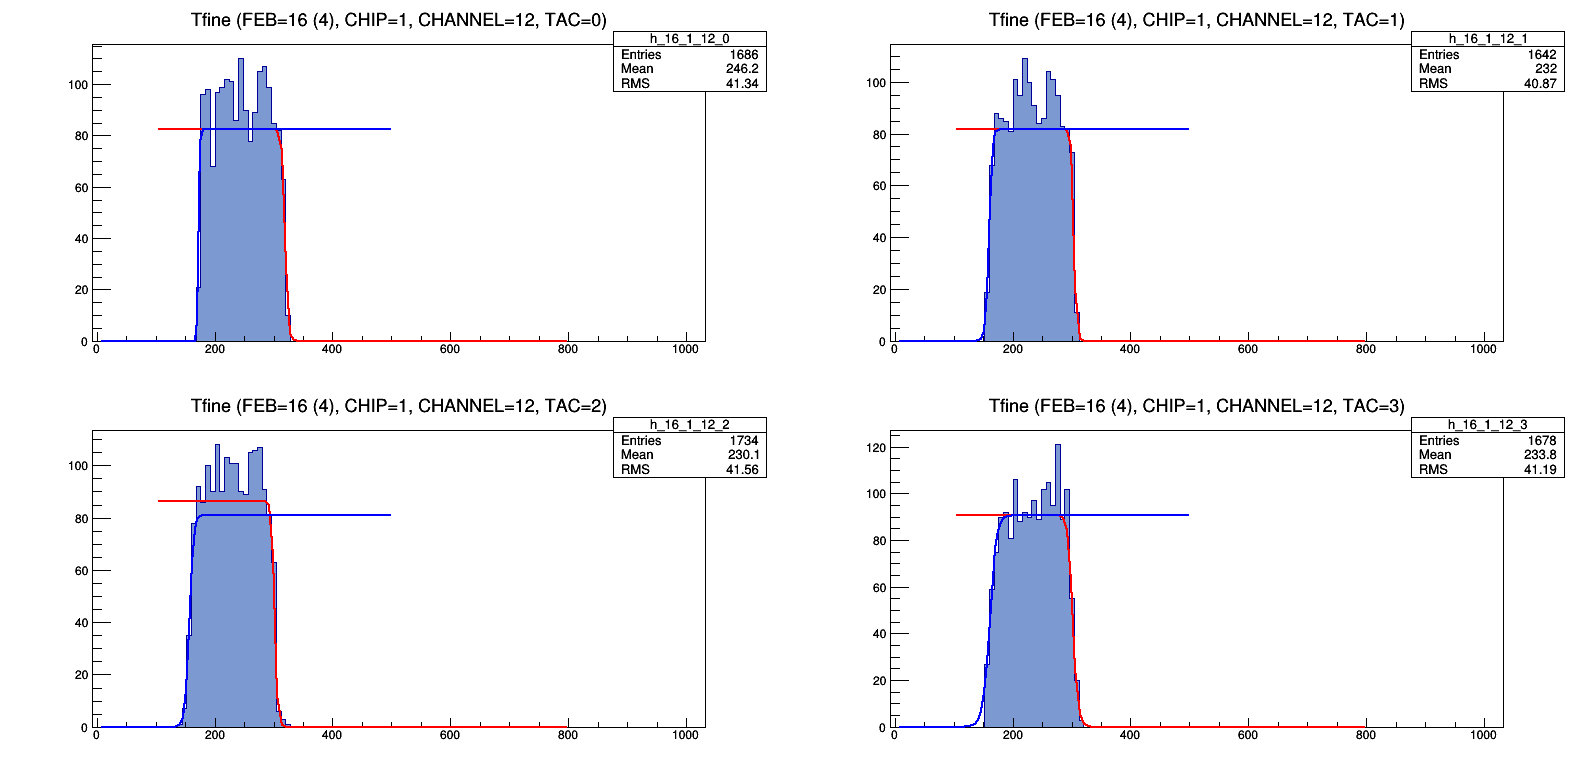 Tfine (FEB=16 (4), CHIP=1, CHANNEL=12, TAC=0)
h_16_1_12_0
Entries 1686
Mean 246.2
RMS 41.34
100
80
60
40
20
0
0 200 400 600 800 1000
Tfine (FEB=16 (4), CHIP=1, CHANNEL=12, TAC=1)
h_16_1_12_1
Entries 1642
Mean 232
RMS 40.87
100
80
60
40
20
0
0 200 400 600 800 1000
Tfine (FEB=16 (4), CHIP=1, CHANNEL=12, TAC=2)
h_16_1_12_2
Entries 1734
Mean 230.1
RMS 41.56
100
80
60
40
20
0
0 200 400 600 800 1000
Tfine (FEB=16 (4), CHIP=1, CHANNEL=12, TAC=3)
h_16_1_12_3
Entries 1678
Mean 233.8
RMS 41.19
120
100
80
60
40
20
0
0 200 400 600 800 1000